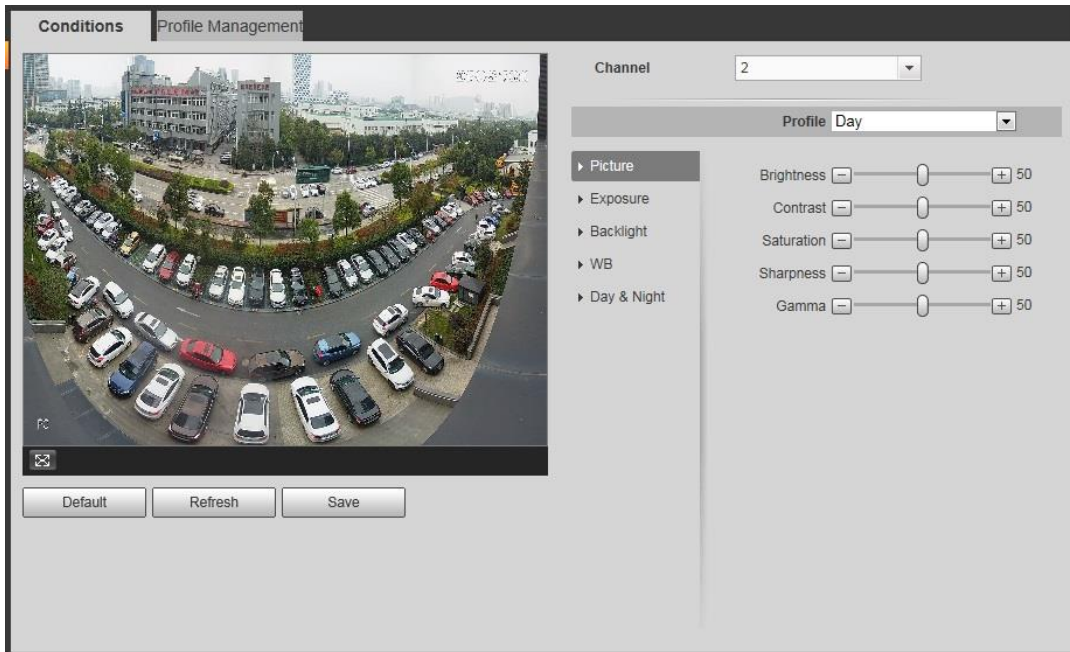 Conditions
Profile Management
Channel
2
Profile Day
Picture
Exposure
Backlight
WB
Day & Night
Brightness 50
Contrast 50
Saturation 50
Sharpness 50
Gamma 50
PC
Default
Refresh
Save